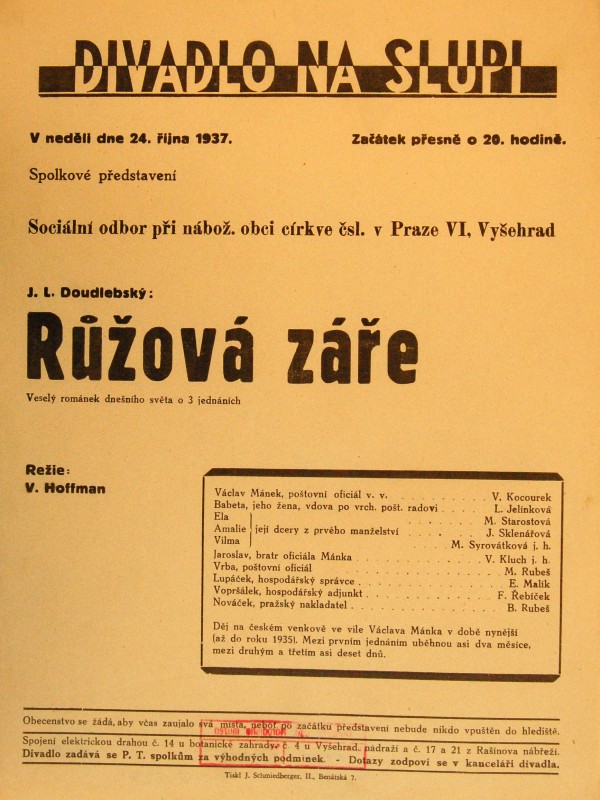 DIVADLO NA SLUPI
V neděli dne 24. října 1937. Začátek přesně o 20. hodině.
Spolkové představení
Sociální odbor při nábož. obci církve čsl. v Praze VI, Vyšehrad
J. L. Doudlebský:
Růžová záře
Veselý románek dnešního světa o 3 jednáních
Režie:
V. Hoffman
Václav Mánek, poštovní oficiál v. v. . . . . . . . . V. Kocourek
Babeta, jeho žena, vdova po vrch. pošt. radovi . . . . . L. Jelínková
Ela M. Starostová
Amalie její dcery z prvého manželství . . . . . . J. Sklenářová
Vilma M. Syrovátková j. h.
Jaroslav, bratr oficiála Mánka . . . . . . . . V. Kluch j. h.
Vrba, poštovní oficiál . . . . . . . . . . M. Rubeš
Lupáček, hospodářský správce . . . . . . . . E. Malík
Vopršálek, hospodářský adjunkt . . . . . . . . F. Řebíček
Nováček, pražský nakladatel . . . . . . . . B. Rubeš
Děj na českém venkově ve vile Václava Mánka v době nynější
(až do roku 1935). Mezi prvním jednáním uběhnou asi dva měsíce,
mezi druhým a třetím asi deset dnů.
Obecenstvo se žádá, aby včas zaujalo svá místa, neboť po začátku představení nebude nikdo vpuštěn do hlediště.
Spojení elektrickou drahou č. 14 u botanické zahrady, č. 4 u Vyšehrad. nádraží a č. 17 a 21 z Rašínova nábřeží.
Divadlo zadává se P. T. spolkům za výhodných podmínek. - Dotazy zodpoví se v kanceláři divadla.
Tiskl J. Schmiedberger, II., Benátská 7.